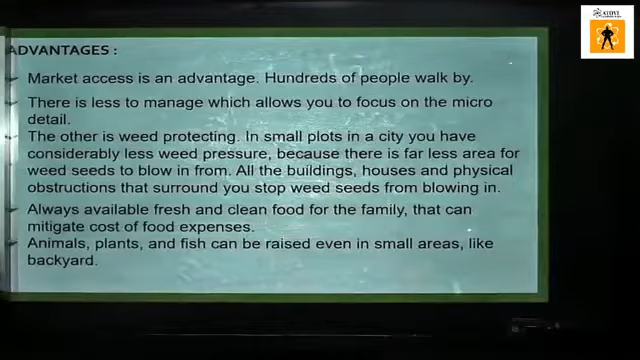 ADVANTAGES :
Market access is an advantage. Hundreds of people walk by.
There is less to manage which allows you to focus on the micro
detail.
The other is weed protecting. In small plots in a city you have
considerably less weed pressure, because there is far less area for
weed seeds to blow in from. All the buildings, houses and physical
obstructions that surround you stop weed seeds from blowing in.
Always available fresh and clean food for the family, that can
mitigate cost of food expenses.
Animals, plants, and fish can be raised even in small areas, like
backyard.